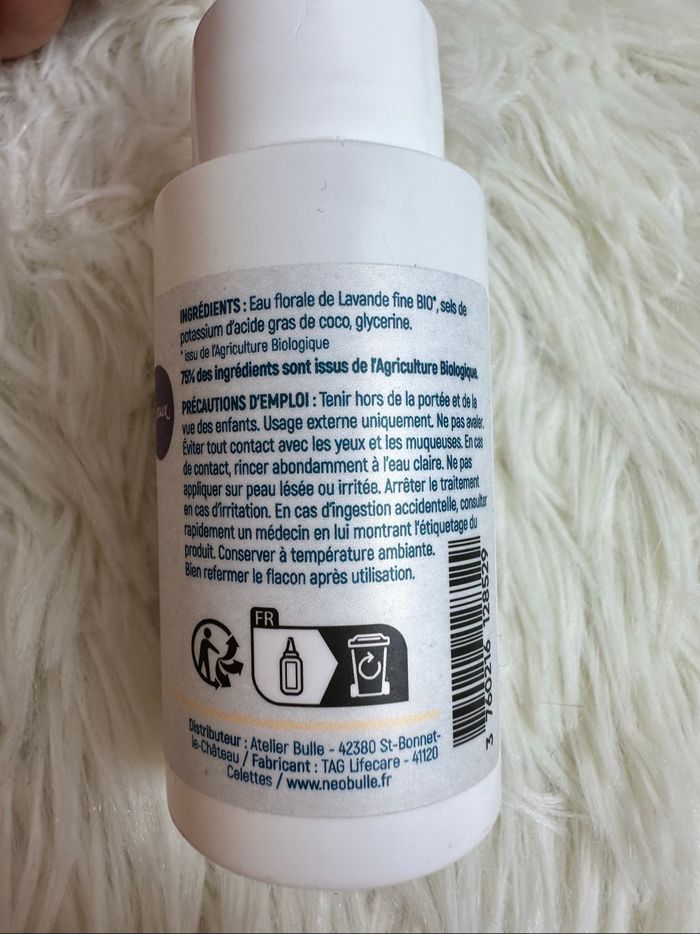 INGRÉDIENTS : Eau florale de Lavande fine BIO*, sels de
potassium d'acide gras de coco, glycerine.
* issu de l'Agriculture Biologique
75% des ingrédients sont issus de l'Agriculture Biologique.
PRÉCAUTIONS D'EMPLOI : Tenir hors de la portée et de la
vue des enfants. Usage externe uniquement. Ne pas avaler.
Éviter tout contact avec les yeux et les muqueuses. En cas
de contact, rincer abondamment à l'eau claire. Ne pas
appliquer sur peau lésée ou irritée. Arrêter le traitement
en cas d'irritation. En cas d'ingestion accidentelle, consulter
rapidement un médecin en lui montrant l'étiquetage du
produit. Conserver à température ambiante.
Bien refermer le flacon après utilisation.
FR
3 760216 128529
Distributeur : Atelier Bulle - 42380 St-Bonnet-
le-Château / Fabricant : TAG Lifecare - 41120
Celettes / www.neobulle.fr